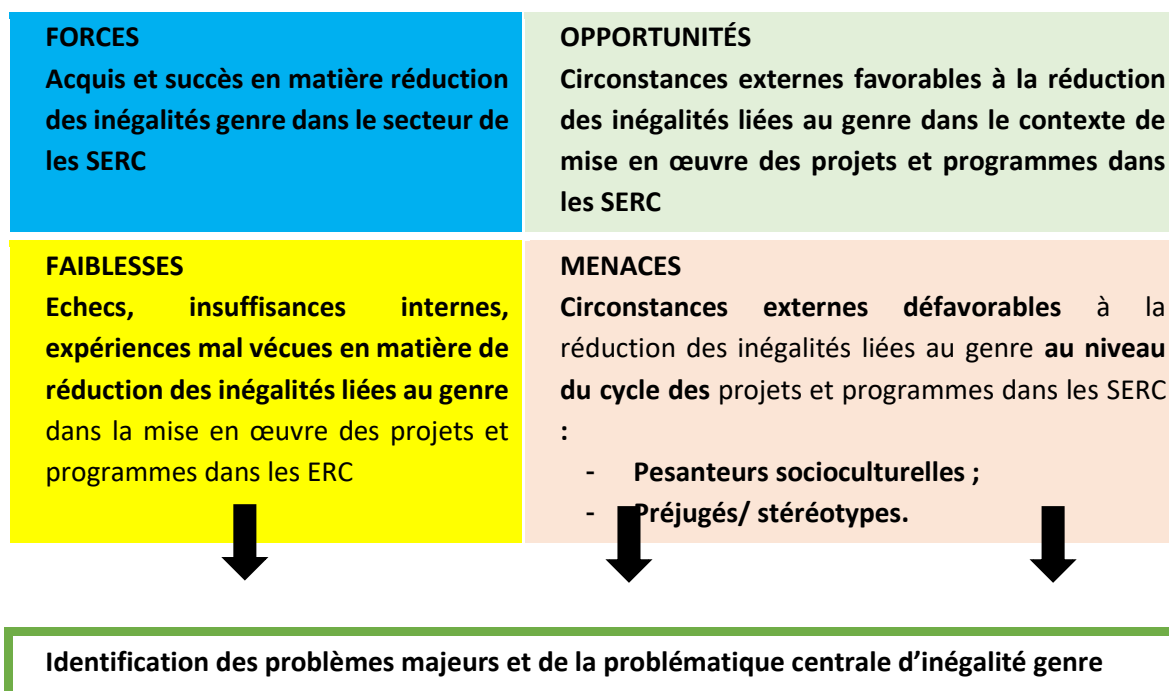 FORCES
Acquis et succès en matière réduction
des inégalités genre dans le secteur de
les SERC
OPPORTUNITÉS
Circonstances externes favorables à la réduction
des inégalités liées au genre dans le contexte de
mise en œuvre des projets et programmes dans
les SERC
FAIBLESSES
Echecs, insuffisances internes,
expériences mal vécues en matière de
réduction des inégalités liées au genre
dans la mise en œuvre des projets et
programmes dans les ERC
MENACES
Circonstances externes défavorables à la
réduction des inégalités liées au genre au niveau
du cycle des projets et programmes dans les SERC
:
- Pesanteurs socioculturelles ;
- Préjugés/ stéréotypes.
Identification des problèmes majeurs et de la problématique centrale d’inégalité genre